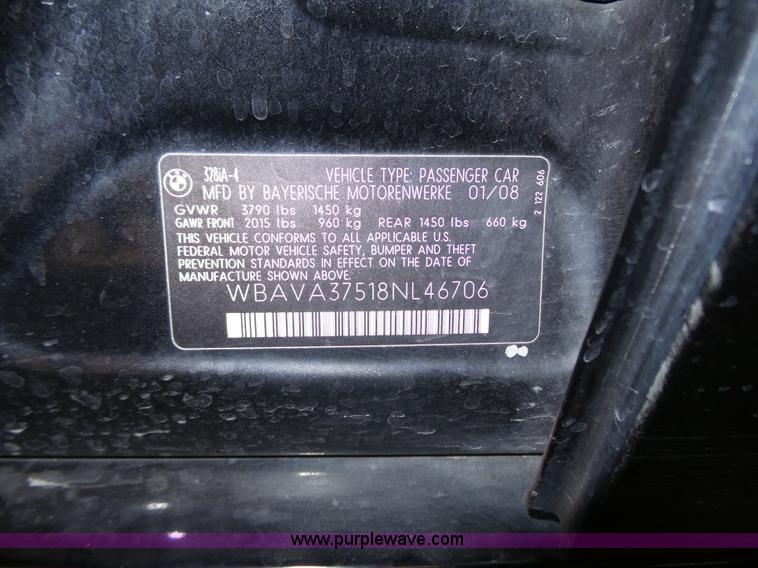 328iA-4 VEHICLE TYPE: PASSENGER CAR
MFD BY BAYERISCHE MOTORENWERKE 01/08
GVWR 3790 lbs 1450 kg
GAWR FRONT 2015 lbs 960 kg REAR 1450 lbs 660 kg
THIS VEHICLE CONFORMS TO ALL APPLICABLE U.S.
FEDERAL MOTOR VEHICLE SAFETY, BUMPER AND THEFT
PREVENTION STANDARDS IN EFFECT ON THE DATE OF
MANUFACTURE SHOWN ABOVE.
WBAVA37518NL46706
2 122 606
www.purplewave.com